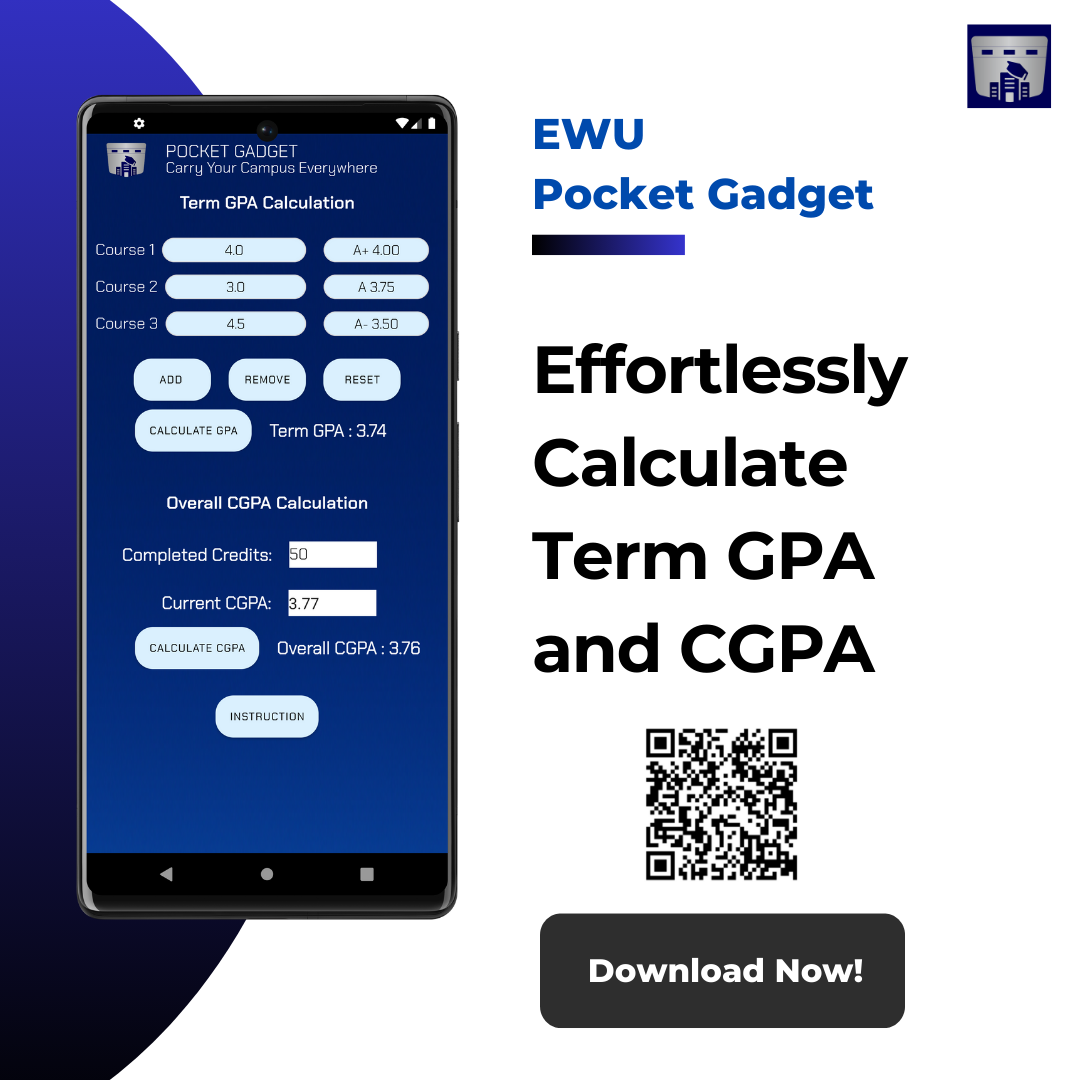 POCKET GADGET
Carry Your Campus Everywhere
Term GPA Calculation
Course 1 4.0 A+ 4.00
Course 2 3.0 A 3.75
Course 3 4.5 A- 3.50
ADD REMOVE RESET
CALCULATE GPA Term GPA : 3.74
Overall CGPA Calculation
Completed Credits: 50
Current CGPA: 3.77
CALCULATE CGPA Overall CGPA : 3.76
INSTRUCTION
EWU
Pocket Gadget
Effortlessly
Calculate
Term GPA
and CGPA
Download Now!